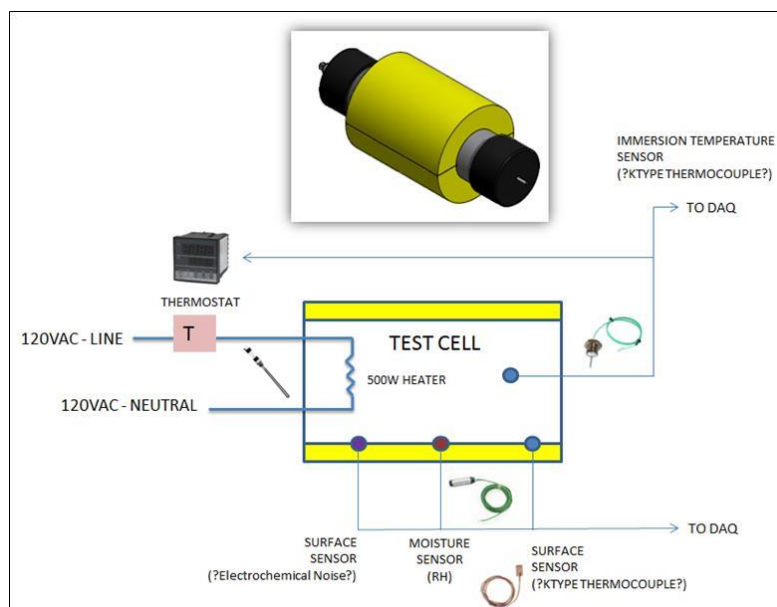 IMMERSION TEMPERATURE
SENSOR
(?KTYPE THERMOCOUPLE?)
TO DAQ
THERMOSTAT
120VAC - LINE
T
TEST CELL
500W HEATER
120VAC - NEUTRAL
TO DAQ
SURFACE
SENSOR
(?Electrochemical Noise?)
MOISTURE
SENSOR
(RH)
SURFACE
SENSOR
(?KTYPE THERMOCOUPLE?)